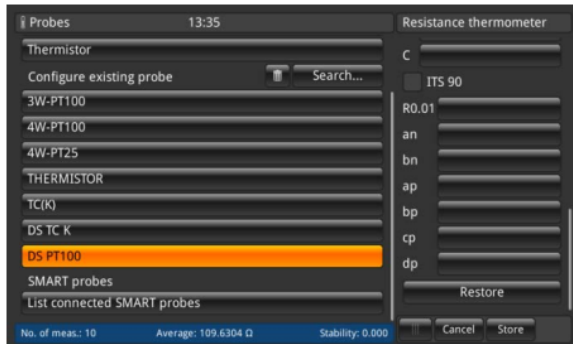 Probes
13:35
Thermistor
Configure existing probe
Search...
3W-PT100
4W-PT100
4W-PT25
THERMISTOR
TC(K)
DS TC K
DS PT100
SMART probes
List connected SMART probes
No. of meas.: 10
Average: 109.6304 Ω
Stability: 0.000
Resistance thermometer
C
ITS 90
R0.01
an
bn
ap
bp
cp
dp
Restore
Cancel
Store